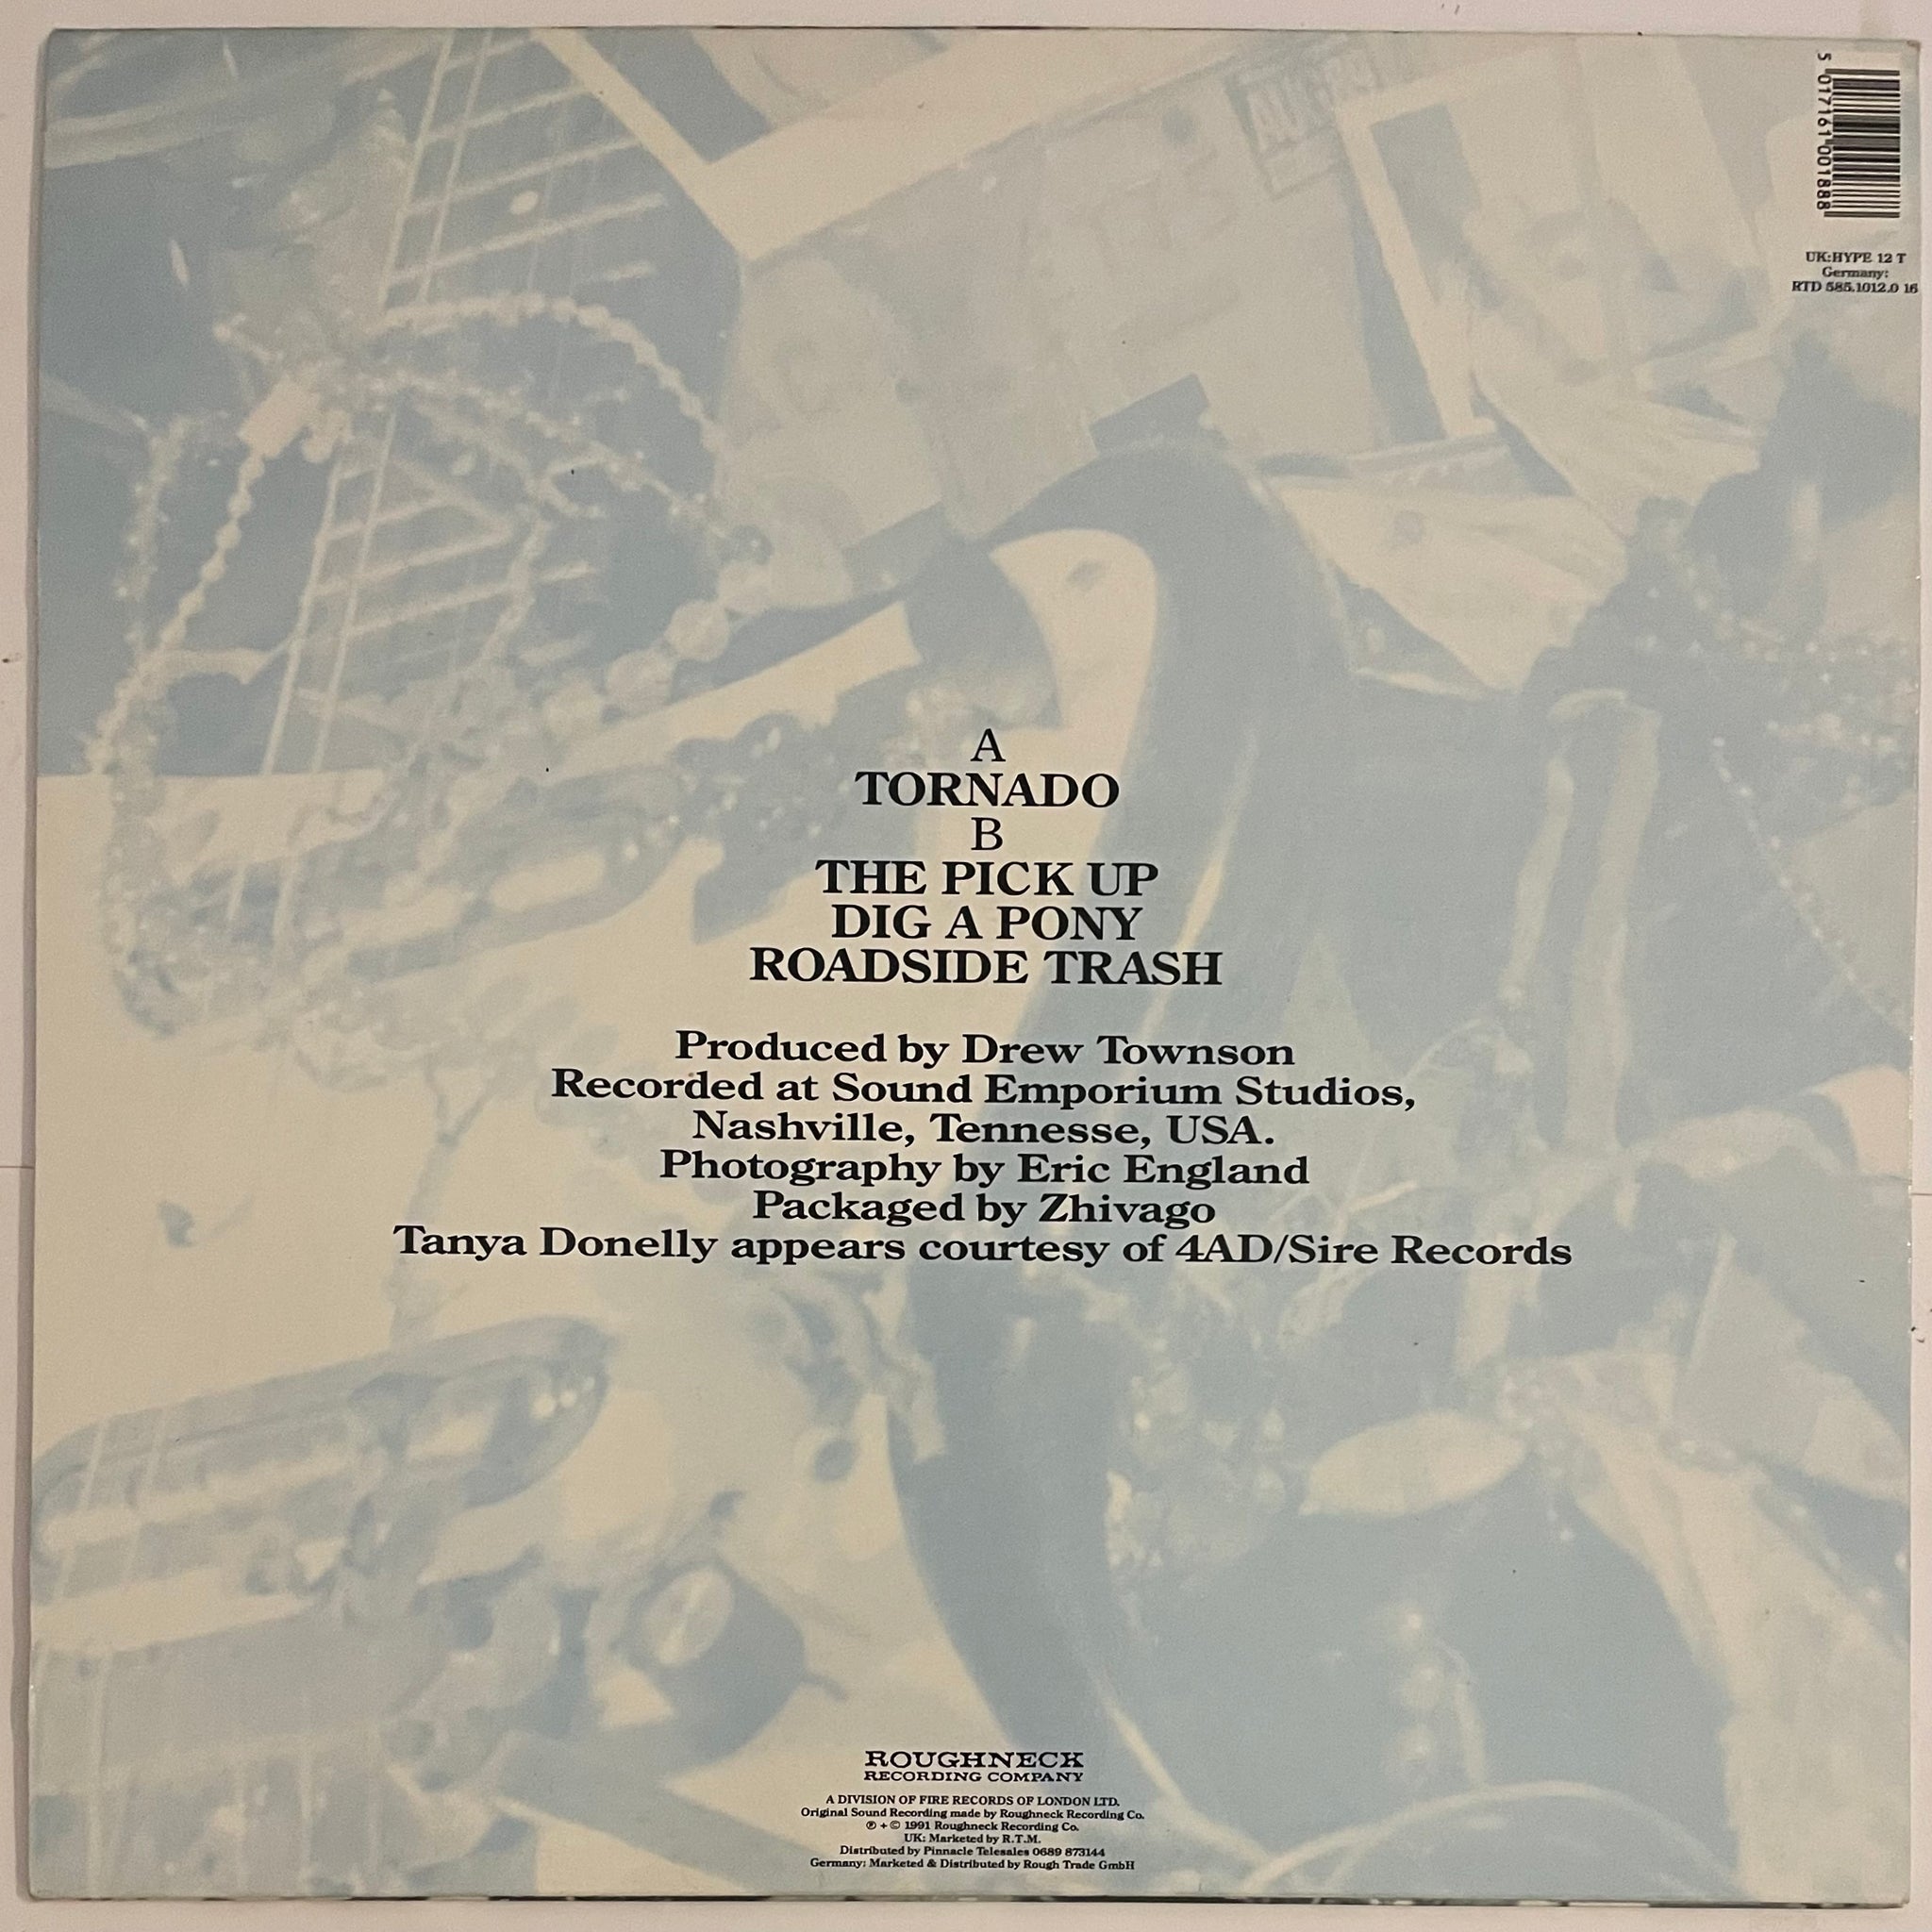 5 017161 001888
UK:HYPE 12 T
Germany:
RTD 585.1012.0 16
A
TORNADO
B
THE PICK UP
DIG A PONY
ROADSIDE TRASH
Produced by Drew Townson
Recorded at Sound Emporium Studios,
Nashville, Tennesse, USA.
Photography by Eric England
Packaged by Zhivago
Tanya Donelly appears courtesy of 4AD/Sire Records
ROUGHNECK
RECORDING COMPANY
A DIVISION OF FIRE RECORDS OF LONDON LTD.
Original Sound Recording made by Roughneck Recording Co.
℗ + © 1991 Roughneck Recording Co.
UK: Marketed by R.T.M.
Distributed by Pinnacle Telesales 0689 873144
Germany: Marketed & Distributed by Rough Trade GmbH